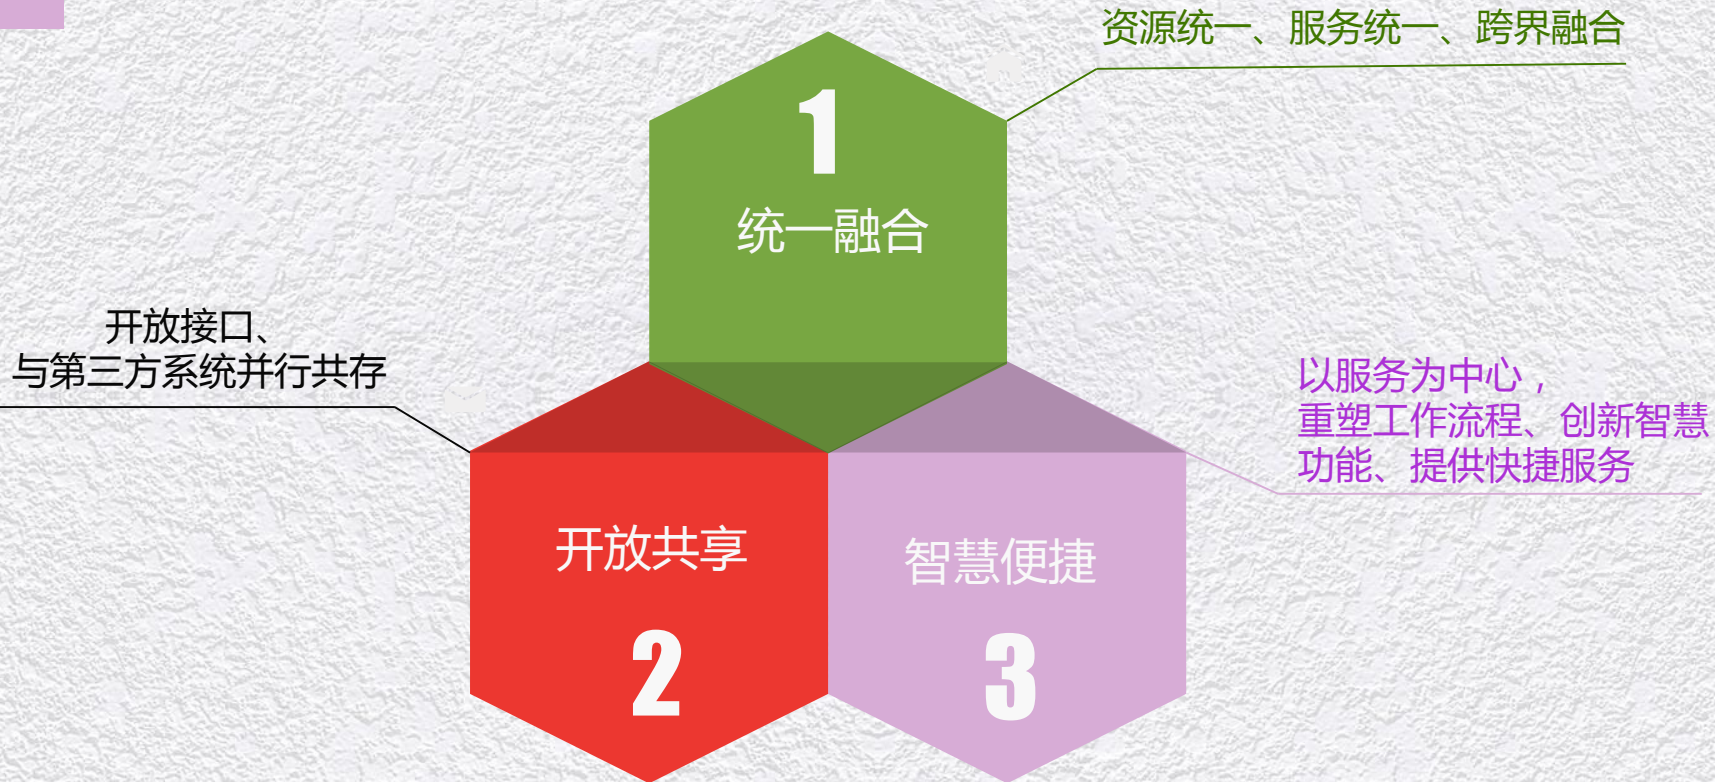 资源统一、服务统一、跨界融合
1
统一融合
开放接口、
与第三方系统并行共存
以服务为中心，
重塑工作流程、创新智慧
功能、提供快捷服务
开放共享
2
智慧便捷
3